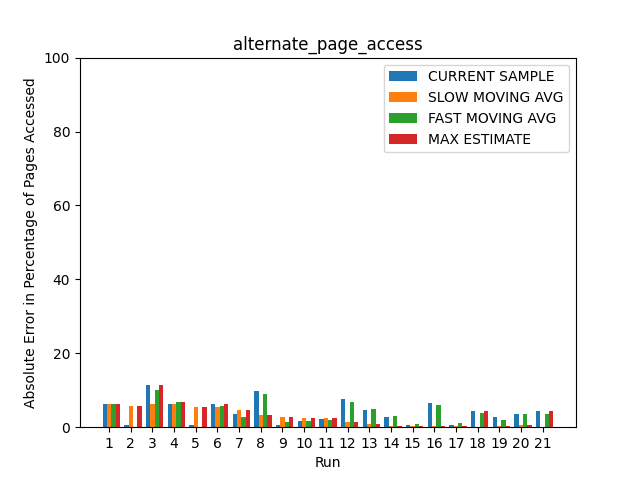 alternate_page_access
Absolute Error in Percentage of Pages Accessed
100
80
60
40
20
0
CURRENT SAMPLE
SLOW MOVING AVG
FAST MOVING AVG
MAX ESTIMATE
1 2 3 4 5 6 7 8 9 10 11 12 13 14 15 16 17 18 19 20 21
Run